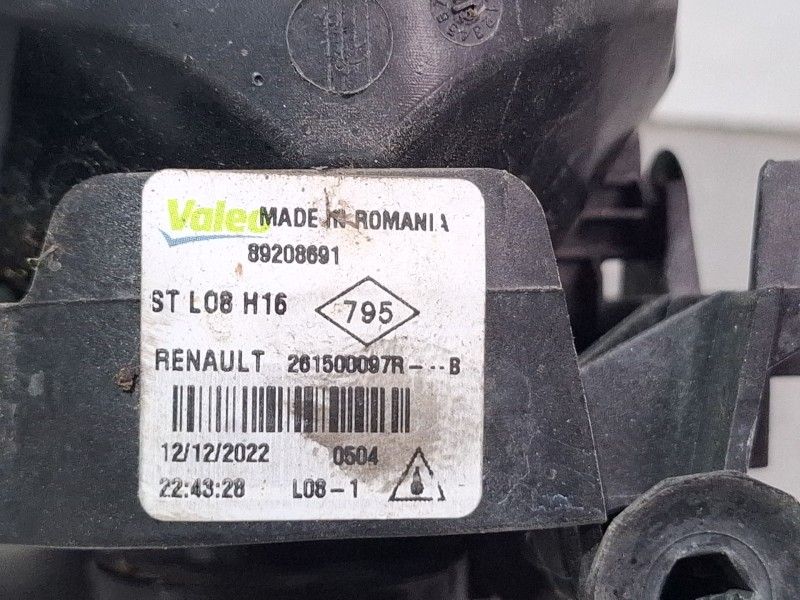 Valeo MADE IN ROMANIA
89208691
ST L08 H16 795
RENAULT 261500097R---B
12/12/2022 0504
22:43:28 L08-1